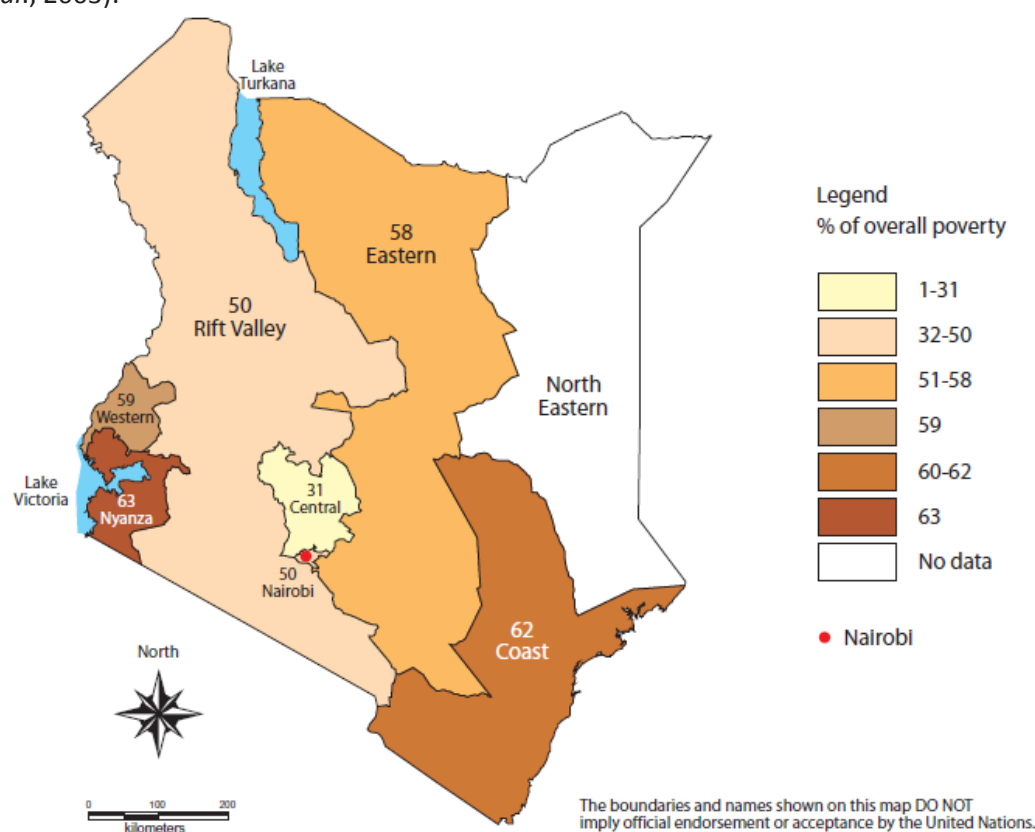 al., 2005).
Lake
Turkana
58
Eastern
50
Rift Valley
North
Eastern
59
Western
Lake
Victoria
63
Nyanza
31
Central
50
Nairobi
62
Coast
North
0 100 200
kilometers
Legend
% of overall poverty
1-31
32-50
51-58
59
60-62
63
No data
Nairobi
The boundaries and names shown on this map DO NOT
imply official endorsement or acceptance by the United Nations.